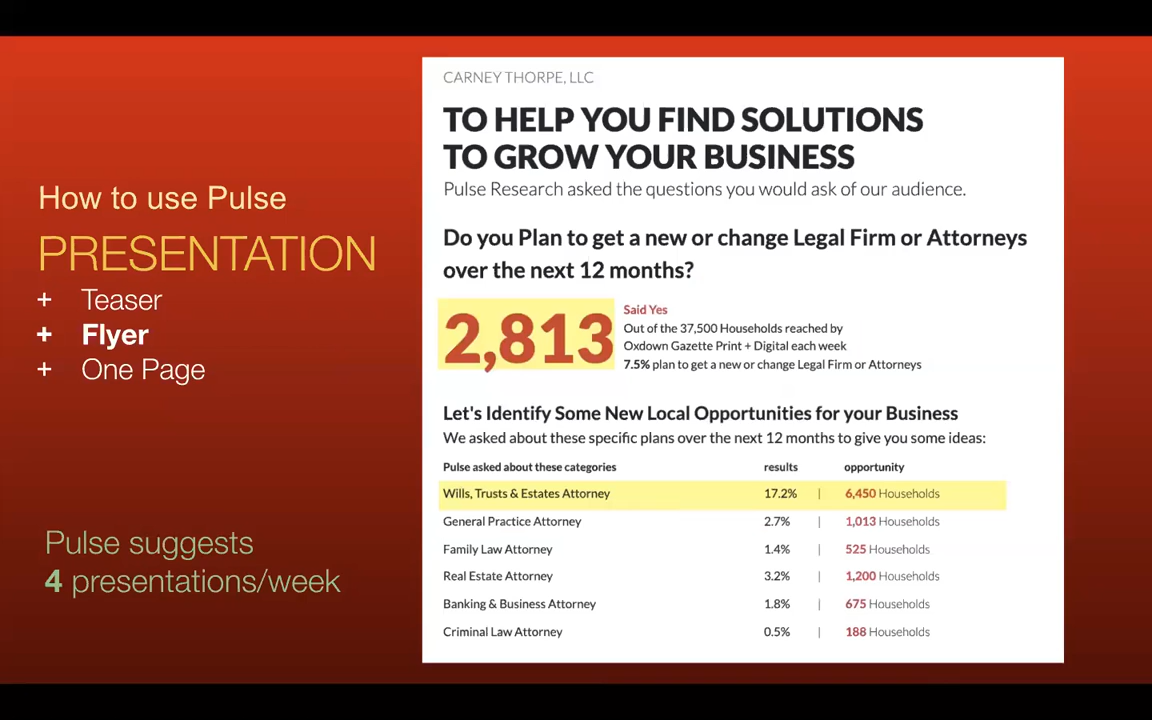 How to use Pulse
PRESENTATION
+ Teaser
+ Flyer
+ One Page
Pulse suggests
4 presentations/week
CARNEY THORPE, LLC
TO HELP YOU FIND SOLUTIONS
TO GROW YOUR BUSINESS
Pulse Research asked the questions you would ask of our audience.
Do you Plan to get a new or change Legal Firm or Attorneys
over the next 12 months?
2,813
Said Yes
Out of the 37,500 Households reached by
Oxdown Gazette Print + Digital each week
7.5% plan to get a new or change Legal Firm or Attorneys
Let's Identify Some New Local Opportunities for your Business
We asked about these specific plans over the next 12 months to give you some ideas:
Pulse asked about these categories results opportunity
Wills, Trusts & Estates Attorney 17.2% | 6,450 Households
General Practice Attorney 2.7% | 1,013 Households
Family Law Attorney 1.4% | 525 Households
Real Estate Attorney 3.2% | 1,200 Households
Banking & Business Attorney 1.8% | 675 Households
Criminal Law Attorney 0.5% | 188 Households